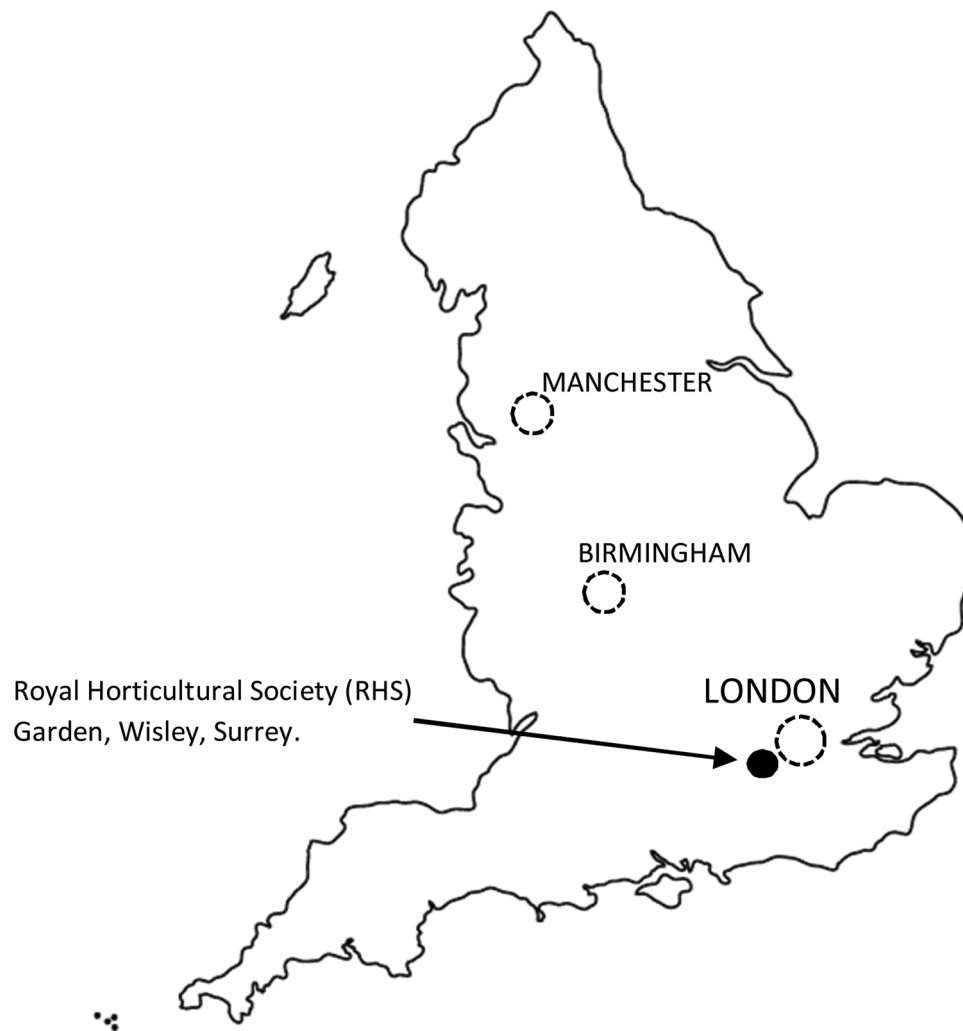 MANCHESTER
BIRMINGHAM
Royal Horticultural Society (RHS)
Garden, Wisley, Surrey.
LONDON